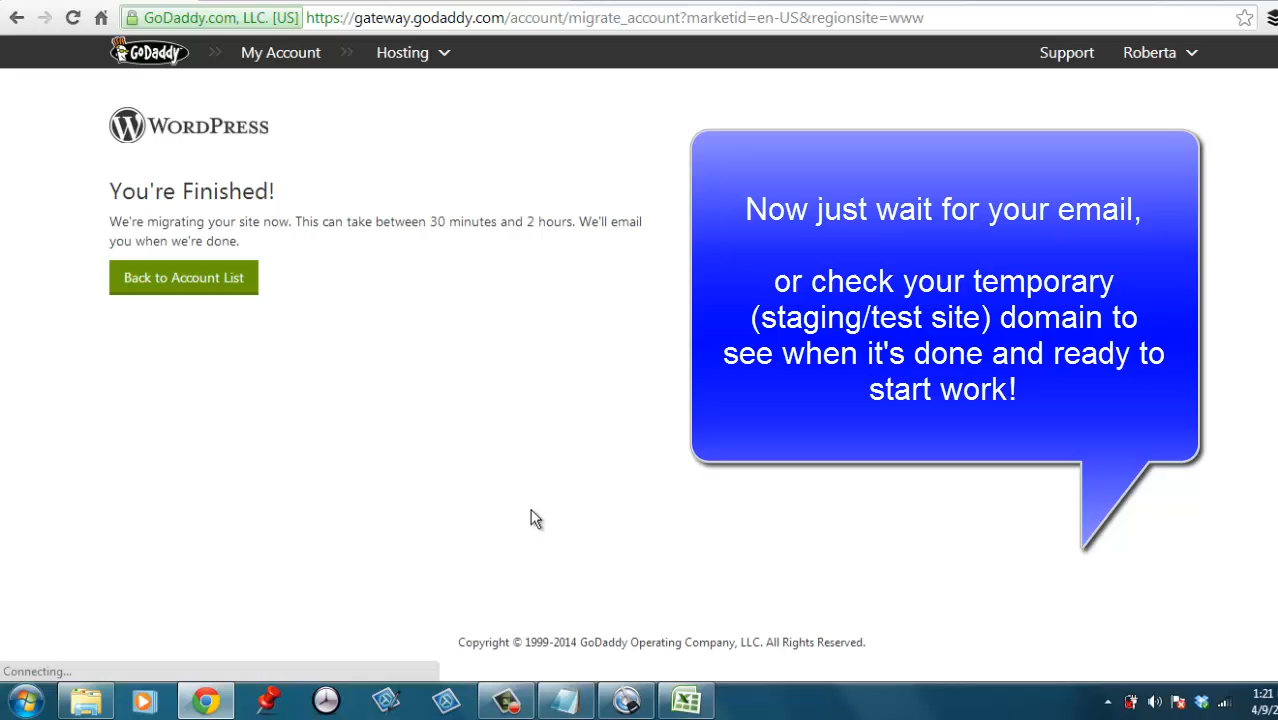 GoDaddy.com, LLC. [US] https://gateway.godaddy.com/account/migrate_account?marketid=en-US&regionsite=www
GoDaddy My Account Hosting Support Roberta
WORDPRESS
You're Finished!
We're migrating your site now. This can take between 30 minutes and 2 hours. We'll email
you when we're done.
Back to Account List
Now just wait for your email,
or check your temporary
(staging/test site) domain to
see when it's done and ready to
start work!
Copyright © 1999-2014 GoDaddy Operating Company, LLC. All Rights Reserved.
Connecting...
1:21
4/9/2